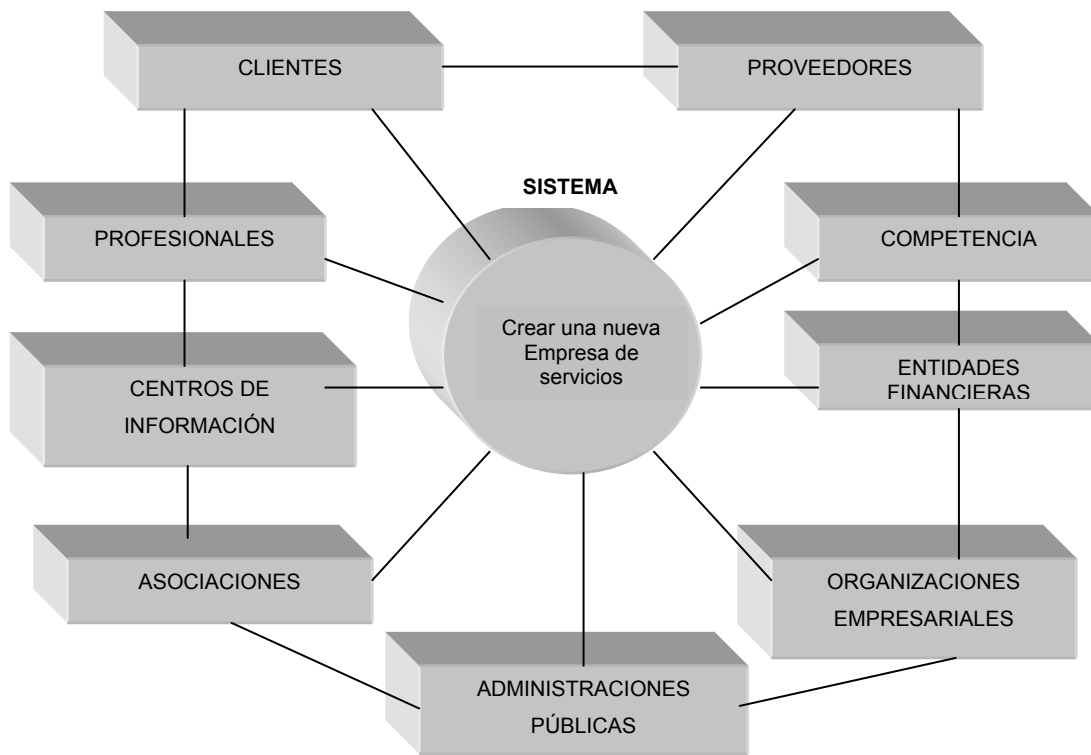 CLIENTES
PROVEEDORES
SISTEMA
PROFESIONALES
COMPETENCIA
Crear una nueva
Empresa de
servicios
CENTROS DE
INFORMACIÓN
ENTIDADES
FINANCIERAS
ASOCIACIONES
ORGANIZACIONES
EMPRESARIALES
ADMINISTRACIONES
PÚBLICAS